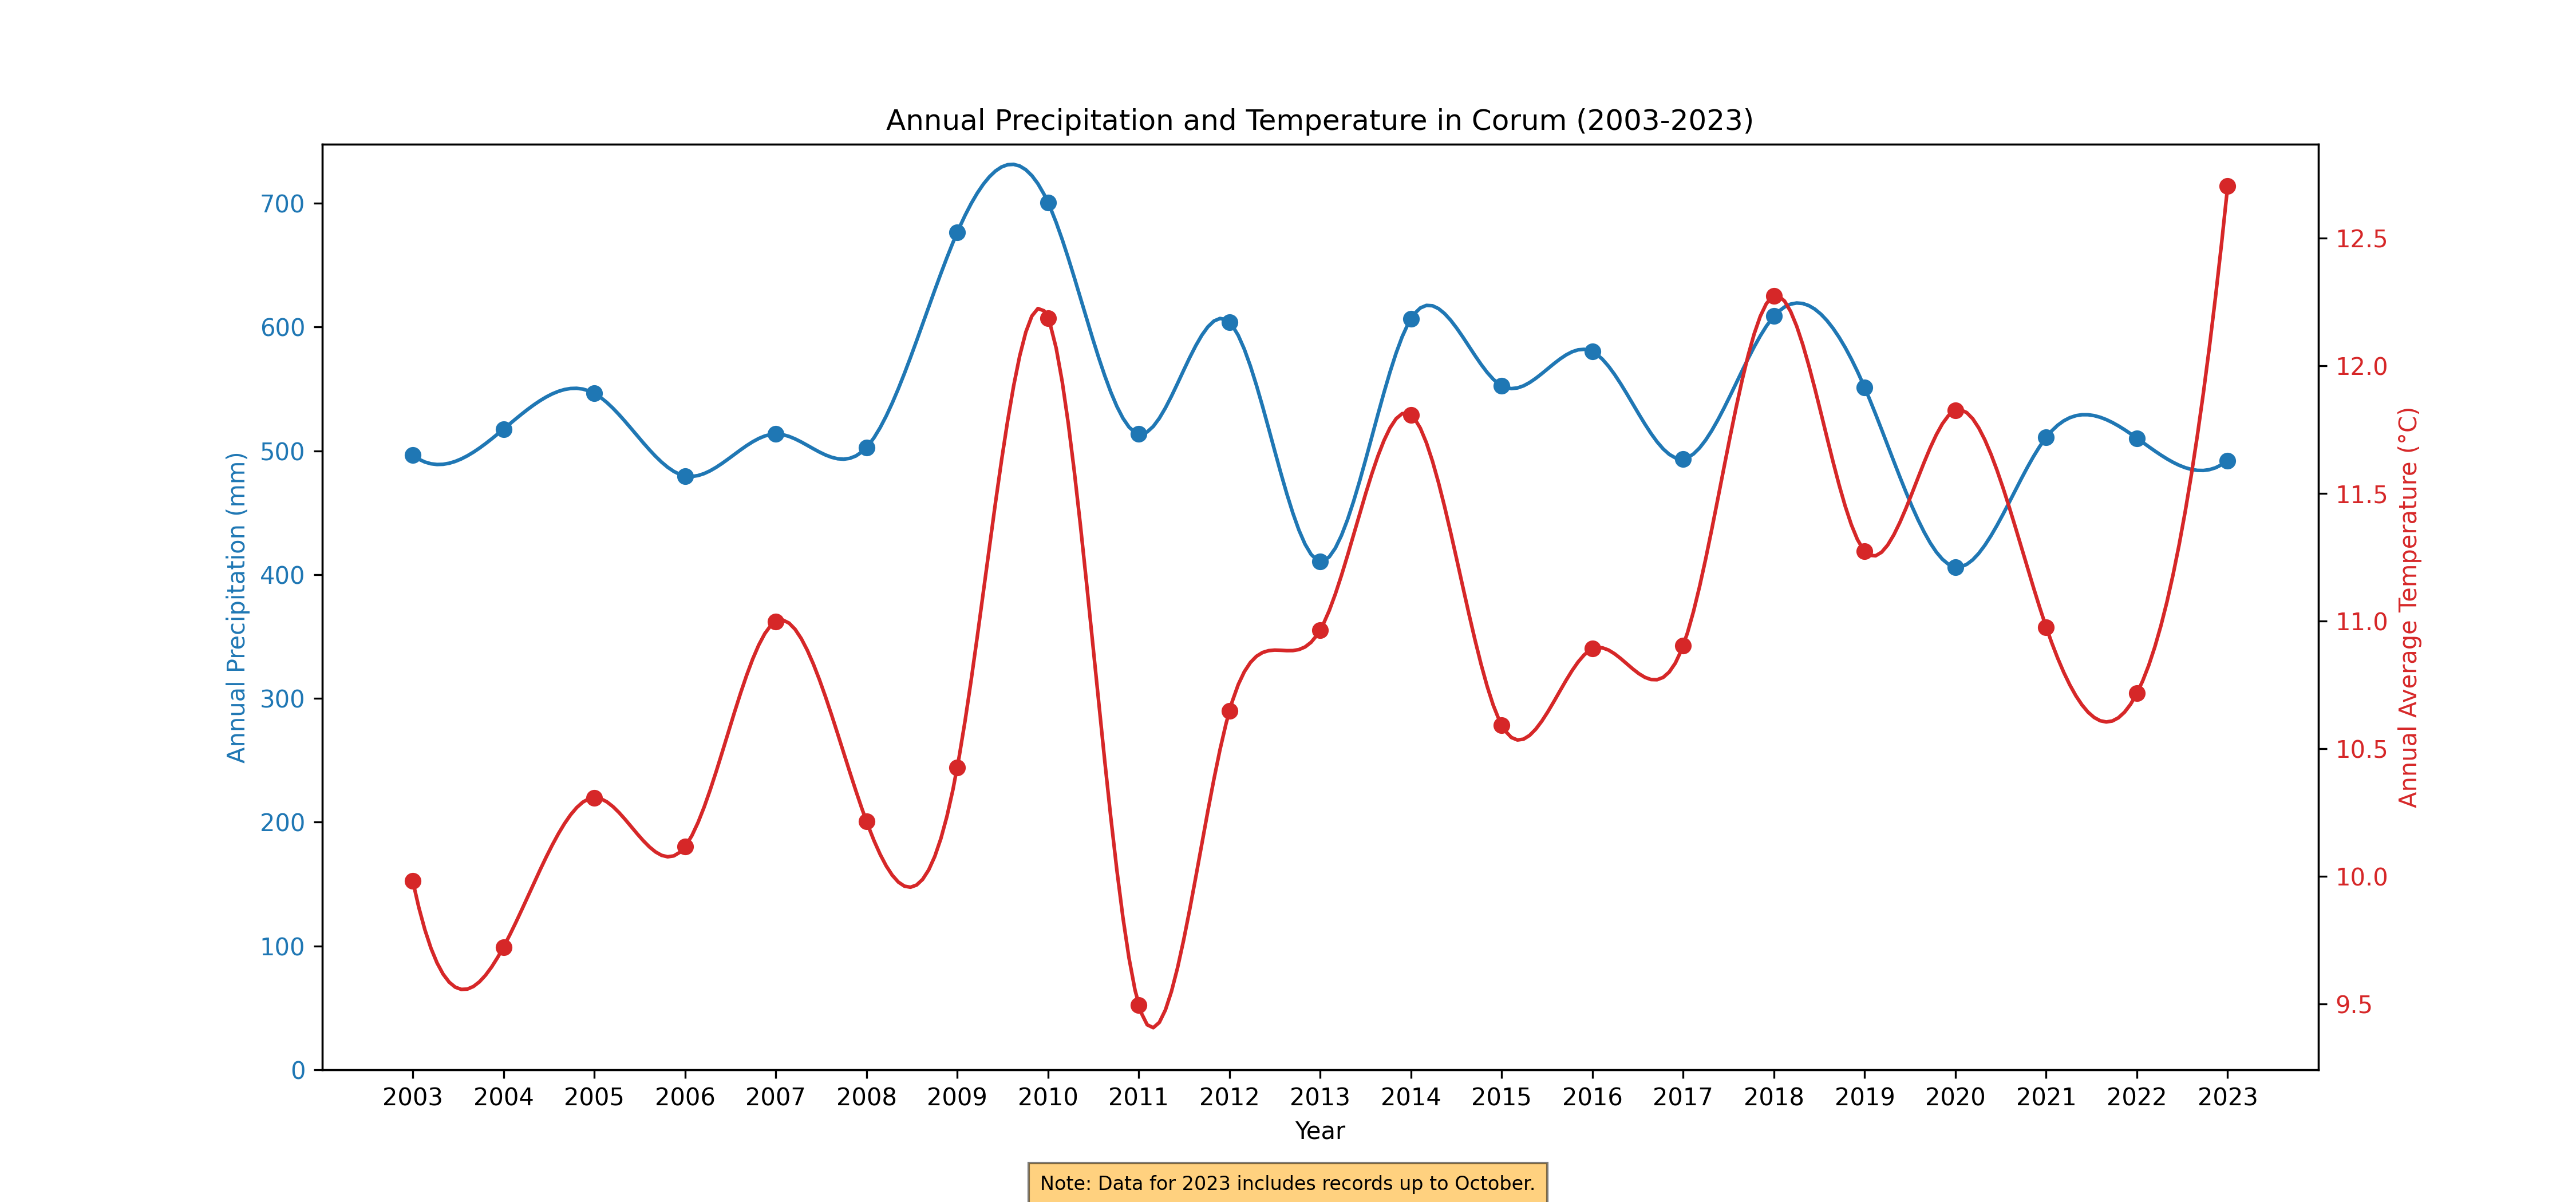 Annual Precipitation and Temperature in Corum (2003-2023)
Annual Precipitation (mm)
700
600
500
400
300
200
100
0
12.5
12.0
11.5
11.0
10.5
10.0
9.5
Annual Average Temperature (°C)
2003 2004 2005 2006 2007 2008 2009 2010 2011 2012 2013 2014 2015 2016 2017 2018 2019 2020 2021 2022 2023
Year
Note: Data for 2023 includes records up to October.